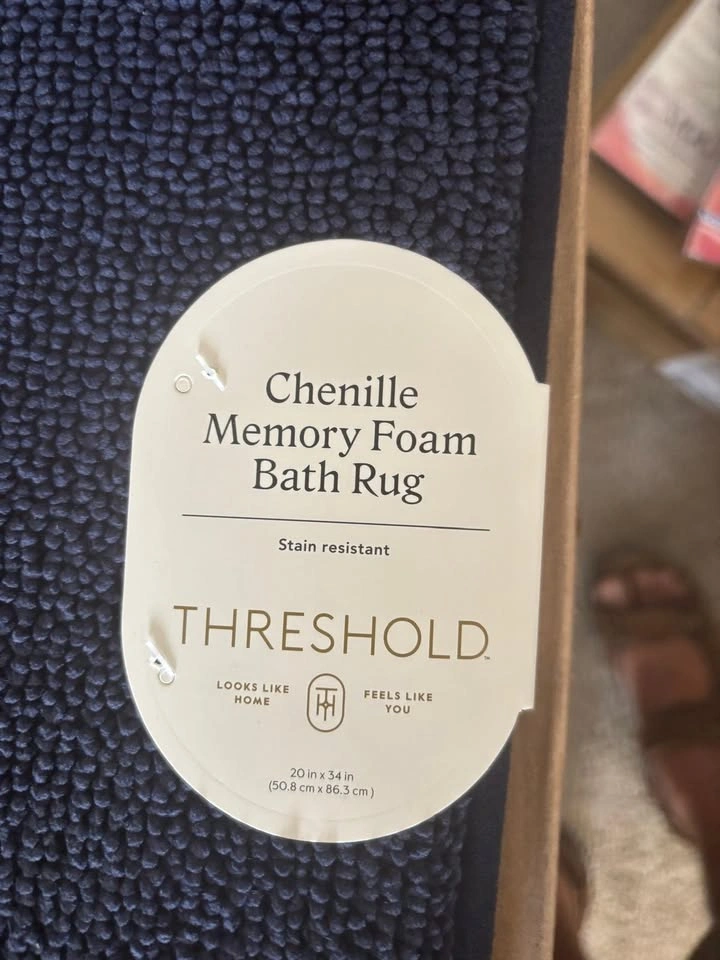 Chenille
Memory Foam
Bath Rug
Stain resistant
THRESHOLD™
LOOKS LIKE
HOME
FEELS LIKE
YOU
20 in x 34 in
(50.8 cm x 86.3 cm)